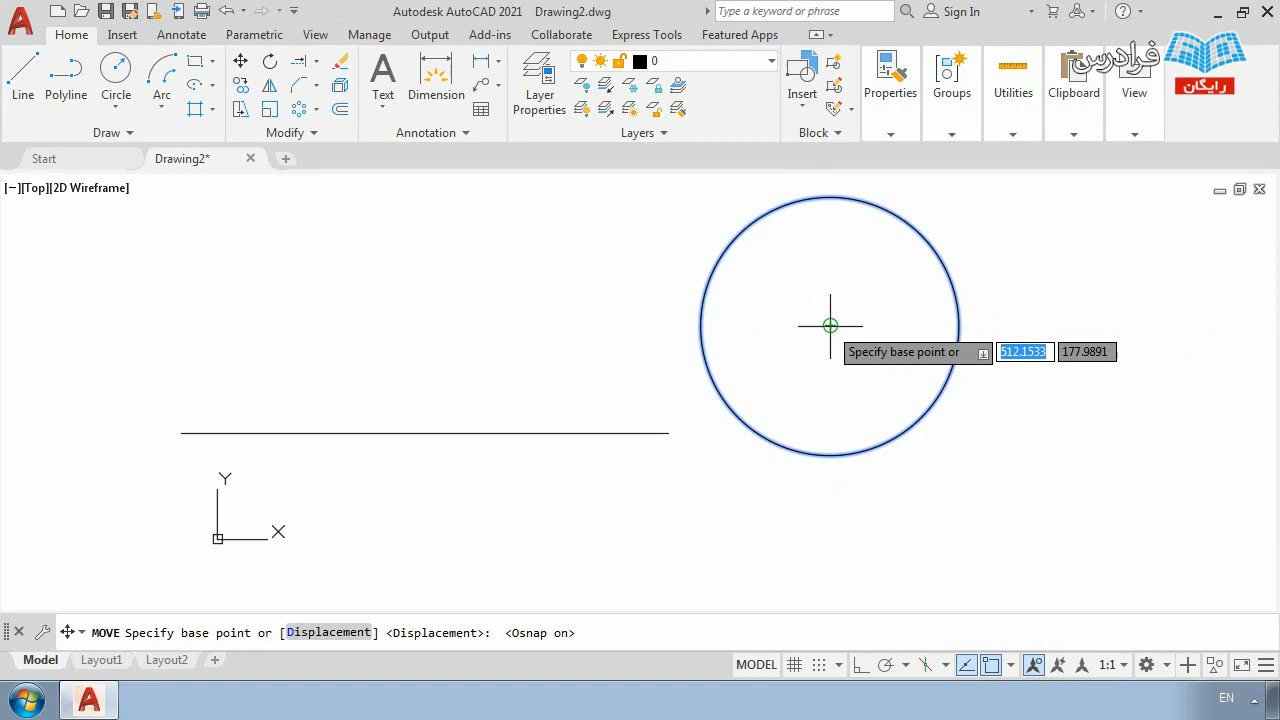 Autodesk AutoCAD 2021 Drawing2.dwg
Type a keyword or phrase
Sign In
Home Insert Annotate Parametric View Manage Output Add-ins Collaborate Express Tools Featured Apps
فرادرس
رایگان
0
Line Polyline Circle Arc
Text Dimension
Layer
Properties
Insert
Properties Groups Utilities Clipboard View
Draw Modify Annotation Layers Block
Start Drawing2*
[−][Top][2D Wireframe]
Specify base point or 512.1533 177.9891
Y
X
MOVE Specify base point or [Displacement] <Displacement>: <Osnap on>
Model Layout1 Layout2
MODEL 1:1
EN